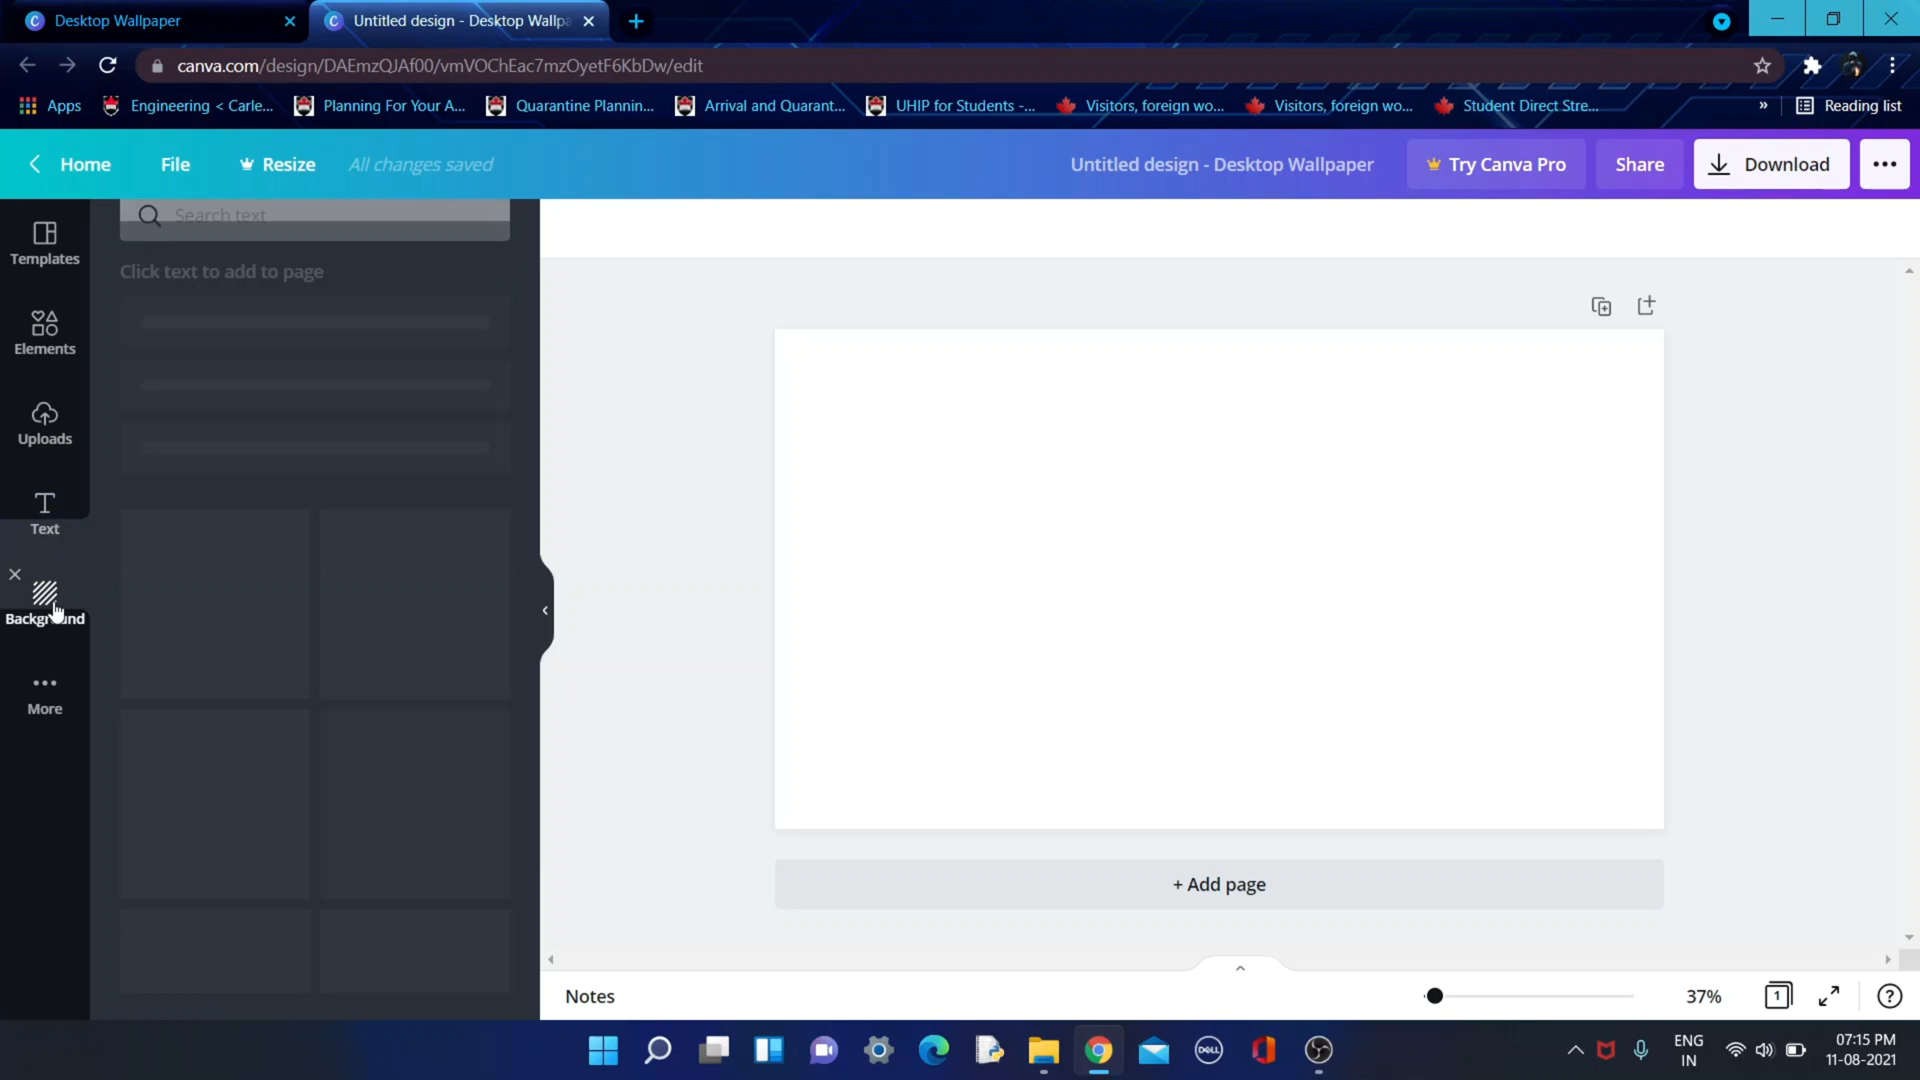 Desktop Wallpaper
Untitled design - Desktop Wallpa
canva.com/design/DAEmzQJAf00/vmVOChEac7mzOyetF6KbDw/edit
Apps
Engineering < Carle...
Planning For Your A...
Quarantine Plannin...
Arrival and Quarant...
UHIP for Students -...
Visitors, foreign wo...
Visitors, foreign wo...
Student Direct Stre...
»
Reading list
Home
File
Resize
All changes saved
Untitled design - Desktop Wallpaper
Try Canva Pro
Share
Download
Templates
Elements
Uploads
Text
Background
More
Search text
Click text to add to page
+ Add page
Notes
37%
1
ENG
IN
07:15 PM
11-08-2021
DELL